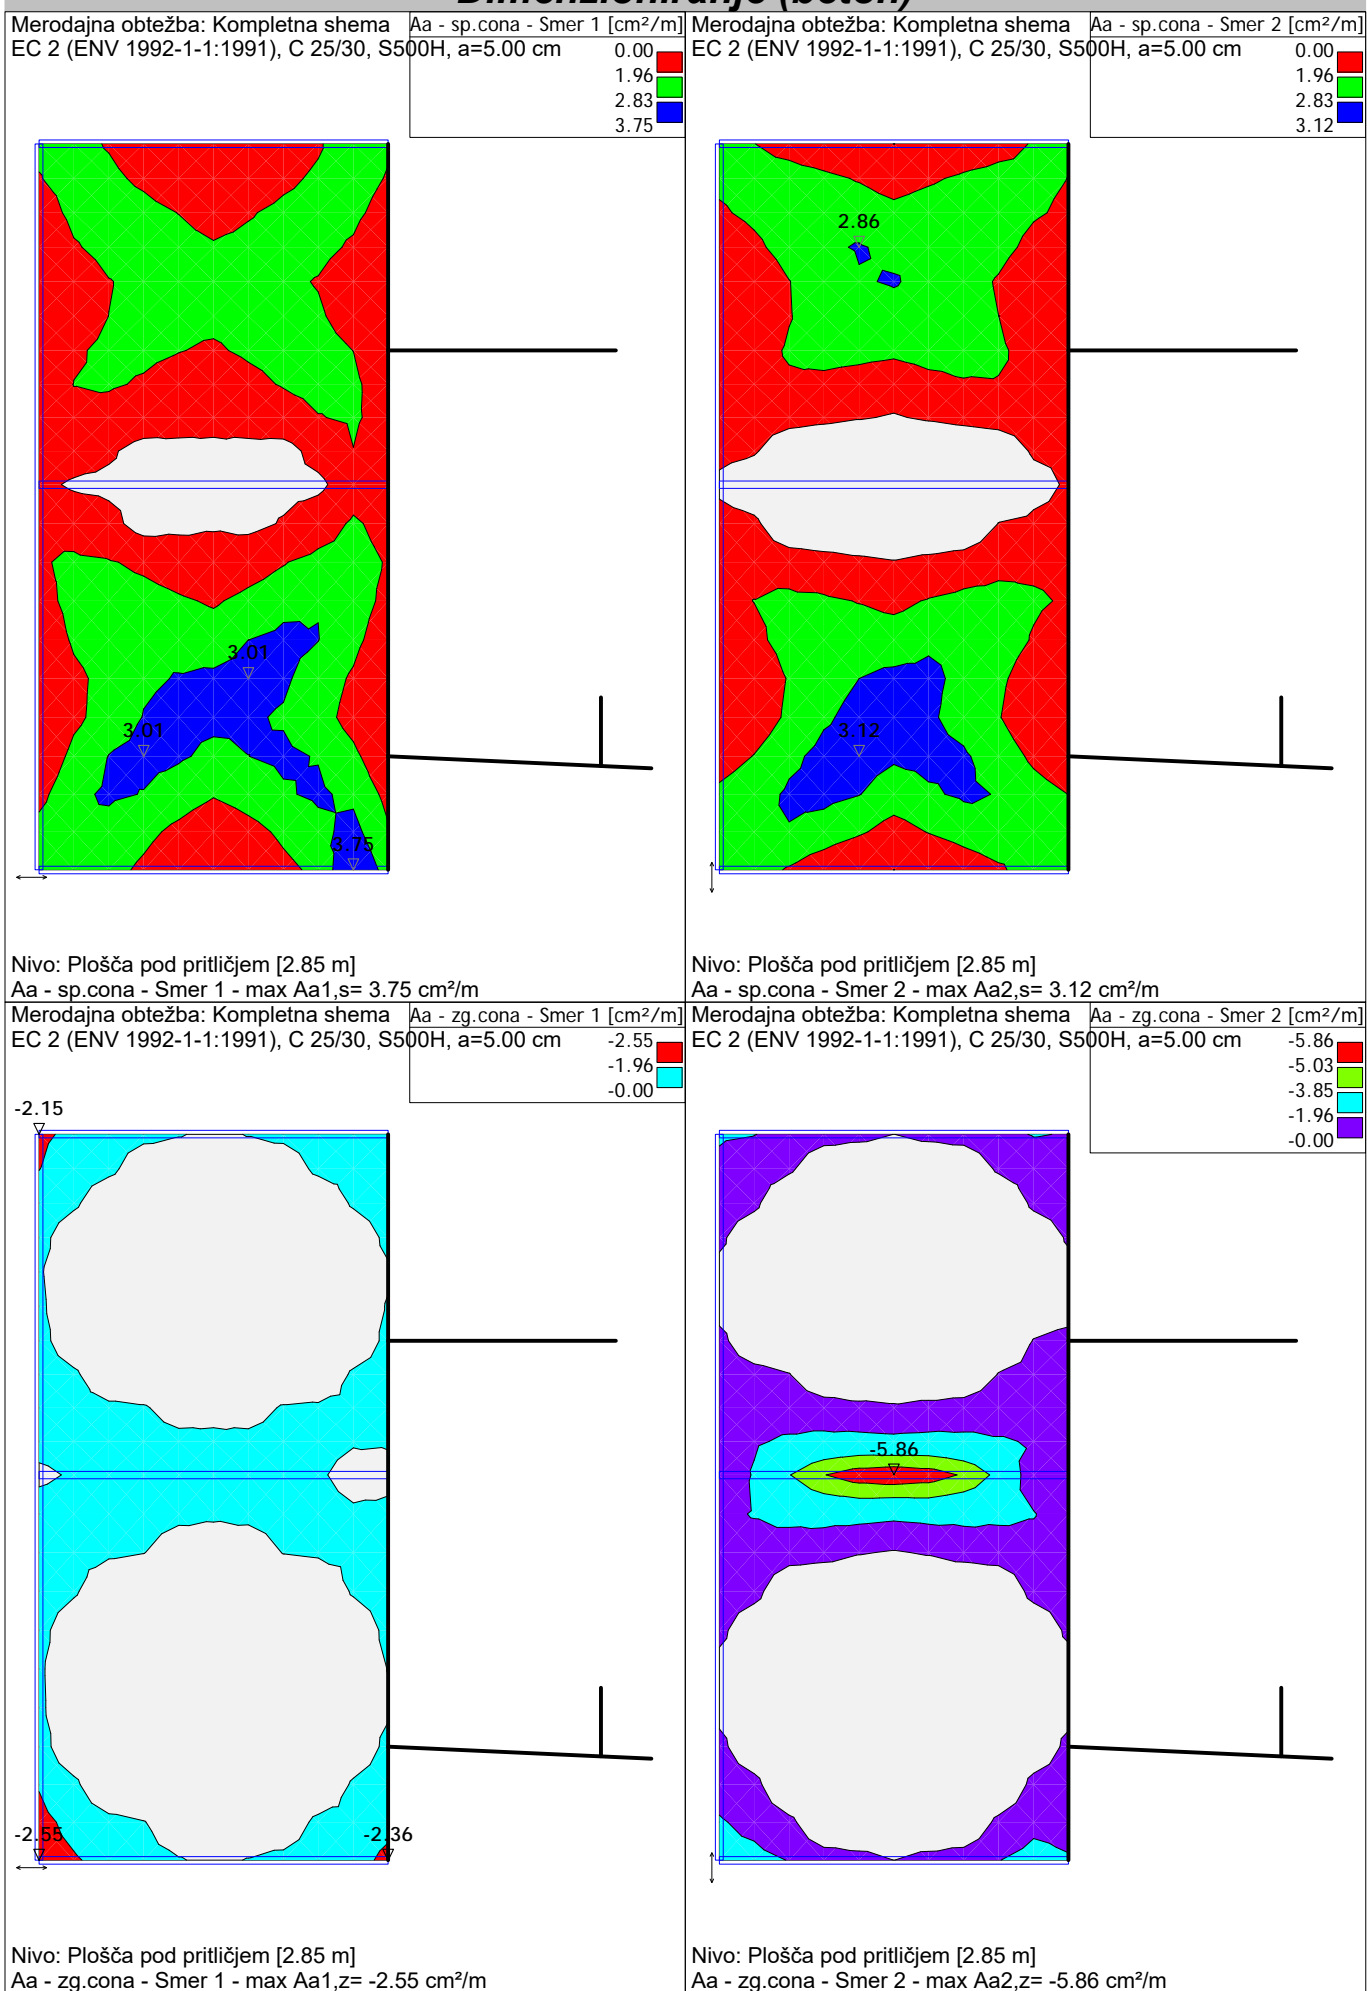 Dimenzioniranje (beton)
Merodajna obtežba: Kompletna shema
EC 2 (ENV 1992-1-1:1991), C 25/30, S500H, a=5.00 cm
Aa - sp.cona - Smer 1 [cm²/m]
0.00
1.96
2.83
3.75
3.01
3.01
3.75
Nivo: Plošča pod pritličjem [2.85 m]
Aa - sp.cona - Smer 1 - max Aa1,s= 3.75 cm²/m
Merodajna obtežba: Kompletna shema
EC 2 (ENV 1992-1-1:1991), C 25/30, S500H, a=5.00 cm
Aa - sp.cona - Smer 2 [cm²/m]
0.00
1.96
2.83
3.12
2.86
3.12
Nivo: Plošča pod pritličjem [2.85 m]
Aa - sp.cona - Smer 2 - max Aa2,s= 3.12 cm²/m
Merodajna obtežba: Kompletna shema
EC 2 (ENV 1992-1-1:1991), C 25/30, S500H, a=5.00 cm
Aa - zg.cona - Smer 1 [cm²/m]
-2.55
-1.96
-0.00
-2.15
-2.55
-2.36
Nivo: Plošča pod pritličjem [2.85 m]
Aa - zg.cona - Smer 1 - max Aa1,z= -2.55 cm²/m
Merodajna obtežba: Kompletna shema
EC 2 (ENV 1992-1-1:1991), C 25/30, S500H, a=5.00 cm
Aa - zg.cona - Smer 2 [cm²/m]
-5.86
-5.03
-3.85
-1.96
-0.00
-5.86
Nivo: Plošča pod pritličjem [2.85 m]
Aa - zg.cona - Smer 2 - max Aa2,z= -5.86 cm²/m